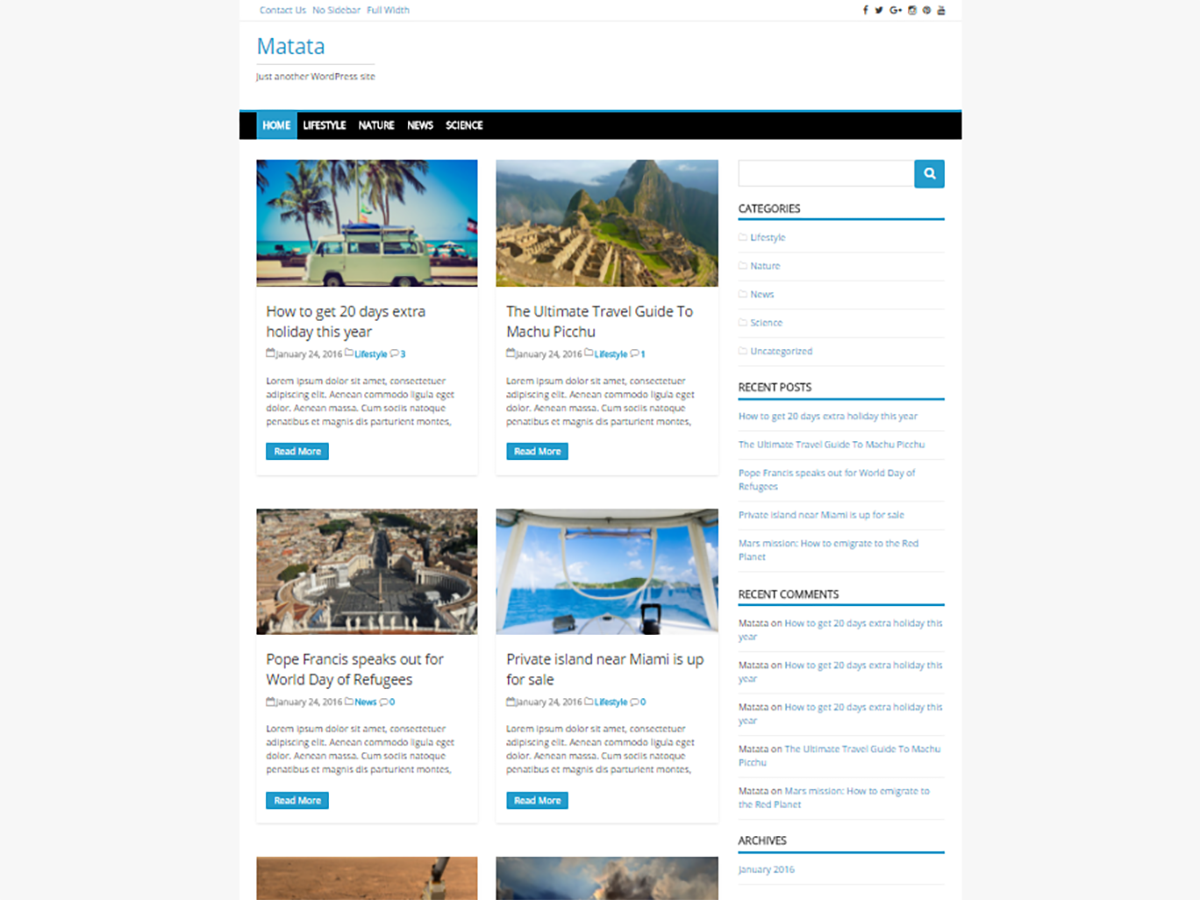 Contact Us No Sidebar Full Width
Matata
Just another WordPress site
HOME LIFESTYLE NATURE NEWS SCIENCE
How to get 20 days extra
holiday this year
January 24, 2016 Lifestyle 3
Lorem ipsum dolor sit amet, consectetuer
adipiscing elit. Aenean commodo ligula eget
dolor. Aenean massa. Cum sociis natoque
penatibus et magnis dis parturient montes,
Read More
The Ultimate Travel Guide To
Machu Picchu
January 24, 2016 Lifestyle 1
Lorem ipsum dolor sit amet, consectetuer
adipiscing elit. Aenean commodo ligula eget
dolor. Aenean massa. Cum sociis natoque
penatibus et magnis dis parturient montes,
Read More
Pope Francis speaks out for
World Day of Refugees
January 24, 2016 News 0
Lorem ipsum dolor sit amet, consectetuer
adipiscing elit. Aenean commodo ligula eget
dolor. Aenean massa. Cum sociis natoque
penatibus et magnis dis parturient montes,
Read More
Private island near Miami is up
for sale
January 24, 2016 Lifestyle 0
Lorem ipsum dolor sit amet, consectetuer
adipiscing elit. Aenean commodo ligula eget
dolor. Aenean massa. Cum sociis natoque
penatibus et magnis dis parturient montes,
Read More
CATEGORIES
Lifestyle
Nature
News
Science
Uncategorized
RECENT POSTS
How to get 20 days extra holiday this year
The Ultimate Travel Guide To Machu Picchu
Pope Francis speaks out for World Day of
Refugees
Private island near Miami is up for sale
Mars mission: How to emigrate to the Red
Planet
RECENT COMMENTS
Matata on How to get 20 days extra holiday this
year
Matata on How to get 20 days extra holiday this
year
Matata on How to get 20 days extra holiday this
year
Matata on The Ultimate Travel Guide To Machu
Picchu
Matata on Mars mission: How to emigrate to
the Red Planet
ARCHIVES
January 2016